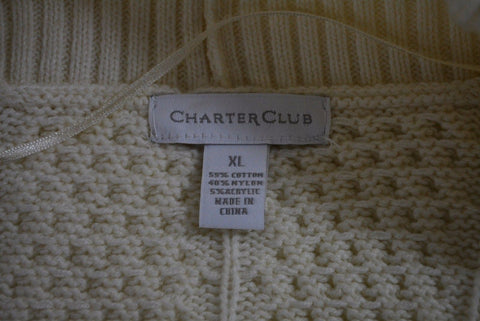 CHARTER CLUB
XL
55% COTTON
40% NYLON
5% ACRYLIC
MADE IN
CHINA